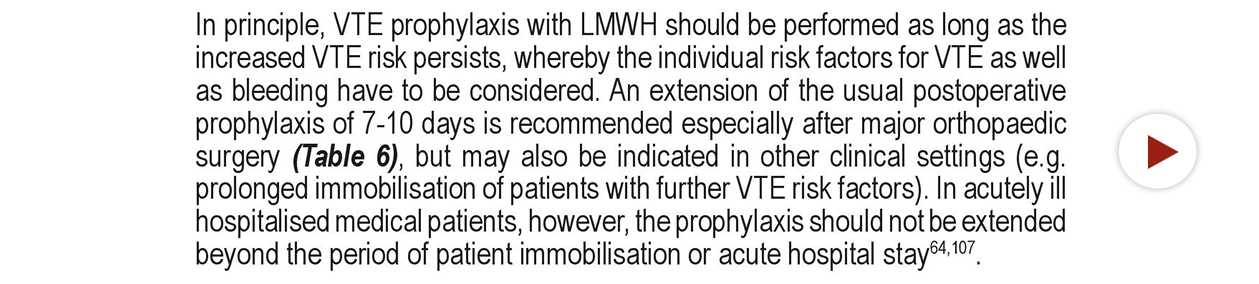 In principle, VTE prophylaxis with LMWH should be performed as long as the
increased VTE risk persists, whereby the individual risk factors for VTE as well
as bleeding have to be considered. An extension of the usual postoperative
prophylaxis of 7-10 days is recommended especially after major orthopaedic
surgery (Table 6), but may also be indicated in other clinical settings (e.g.
prolonged immobilisation of patients with further VTE risk factors). In acutely ill
hospitalised medical patients, however, the prophylaxis should not be extended
beyond the period of patient immobilisation or acute hospital stay64,107.